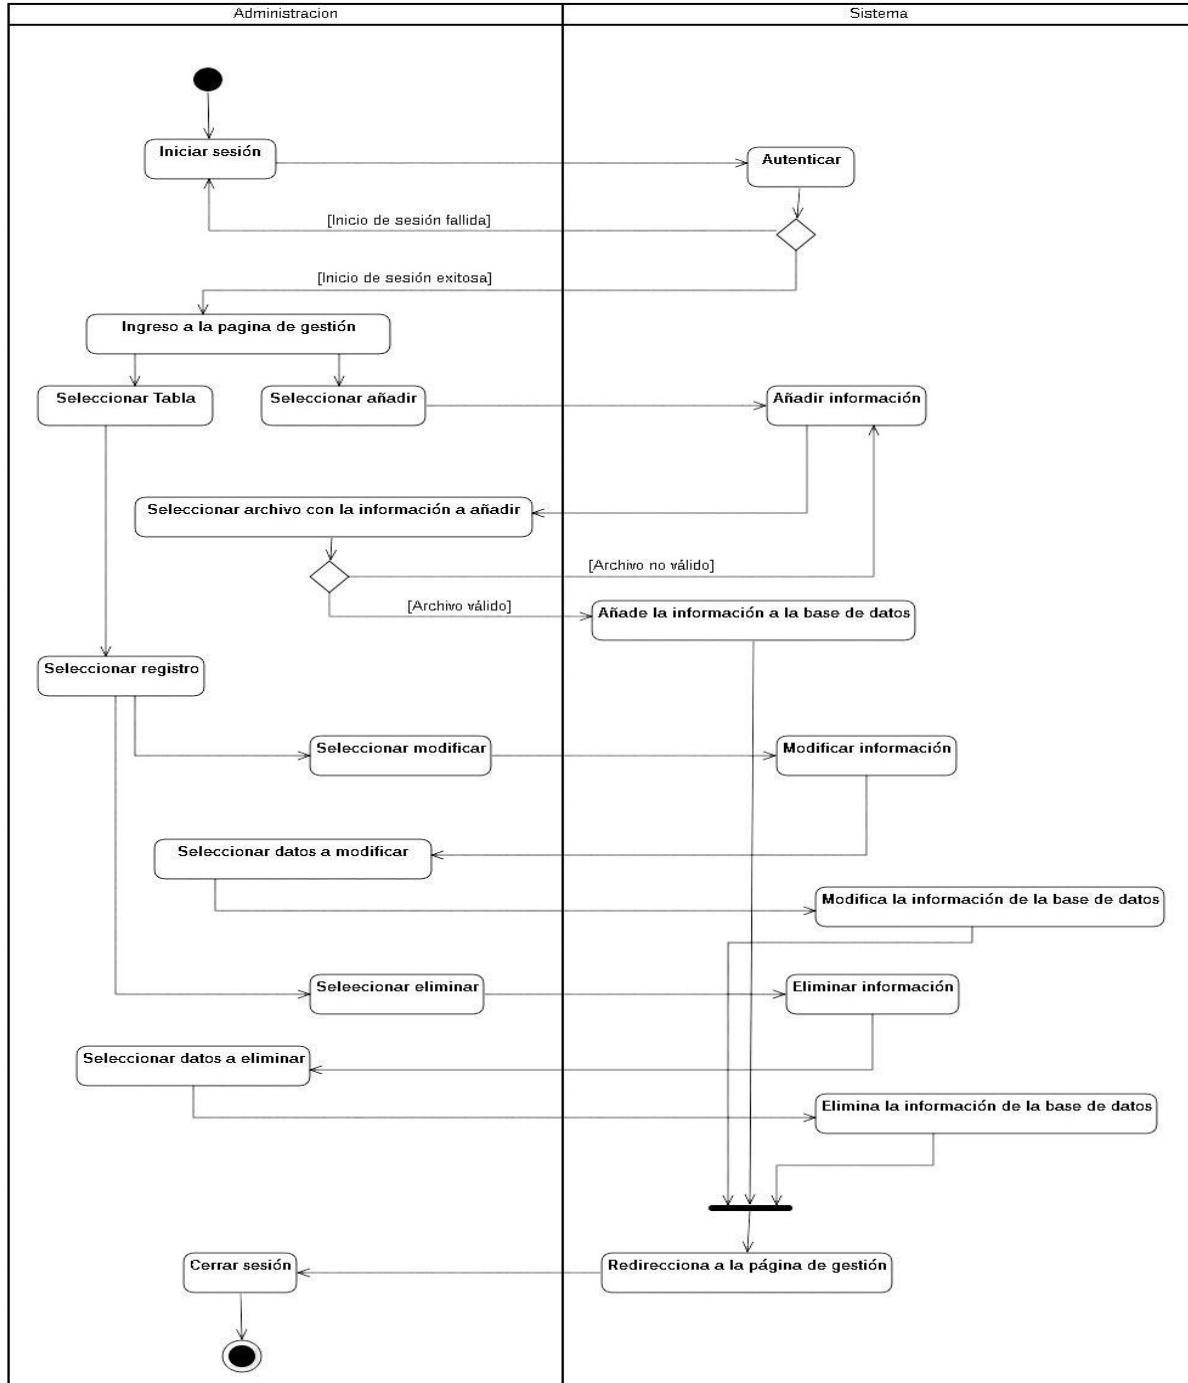 Administracion
Sistema
Iniciar sesión
Autenticar
[Inicio de sesión fallida]
[Inicio de sesión exitosa]
Ingreso a la pagina de gestión
Seleccionar Tabla
Seleccionar añadir
Añadir información
Seleccionar archivo con la información a añadir
[Archivo no válido]
[Archivo válido]
Añade la información a la base de datos
Seleccionar registro
Seleccionar modificar
Modificar información
Seleccionar datos a modificar
Modifica la información de la base de datos
Seleecionar eliminar
Eliminar información
Seleccionar datos a eliminar
Elimina la información de la base de datos
Cerrar sesión
Redirecciona a la página de gestión